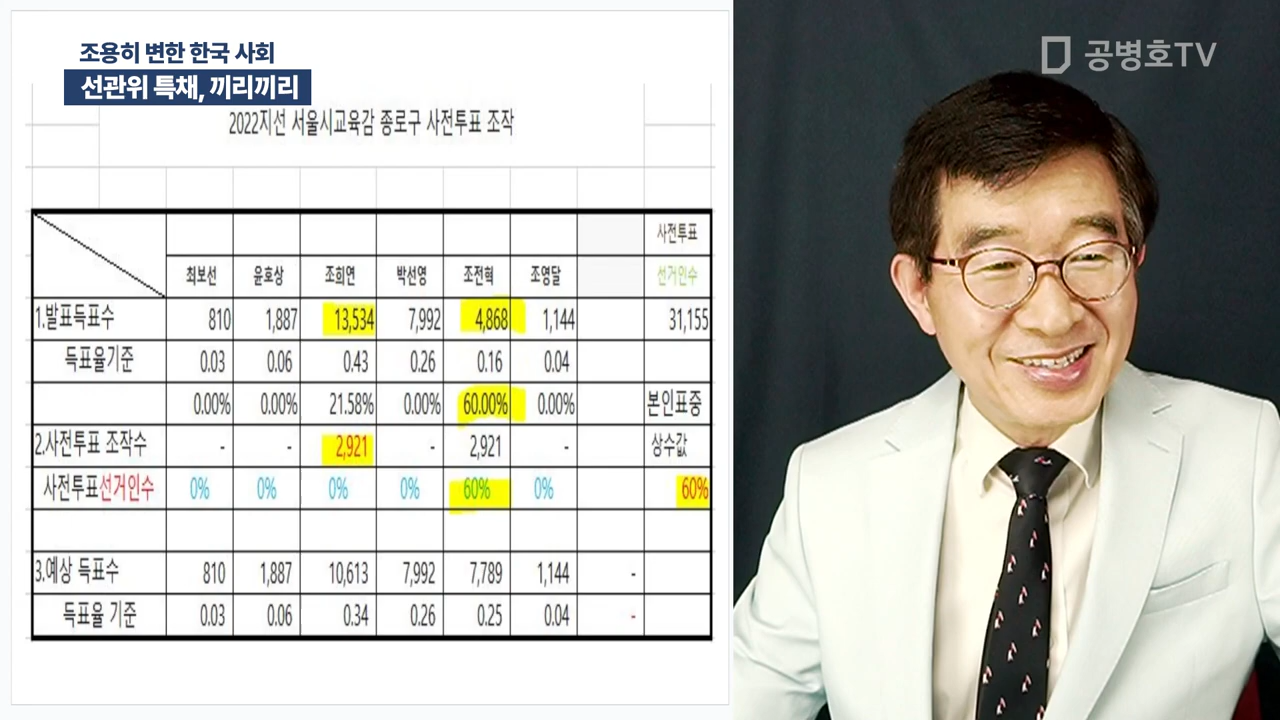 조용히 변한 한국 사회
선관위 특채, 끼리끼리
공병호TV
2022지선 서울시교육감 종로구 사전투표 조작
사전투표
최보선 윤호상 조희연 박선영 조전혁 조영달 선거인수
1.발표득표수 810 1,887 13,534 7,992 4,868 1,144 31,155
득표율기준 0.03 0.06 0.43 0.26 0.16 0.04
0.00% 0.00% 21.58% 0.00% 60.00% 0.00% 본인표중
2.사전투표 조작수 - - 2,921 - 2,921 - 상수값
사전투표선거인수 0% 0% 0% 0% 60% 0% 60%
3.예상 득표수 810 1,887 10,613 7,992 7,789 1,144 -
득표율 기준 0.03 0.06 0.34 0.26 0.25 0.04 -